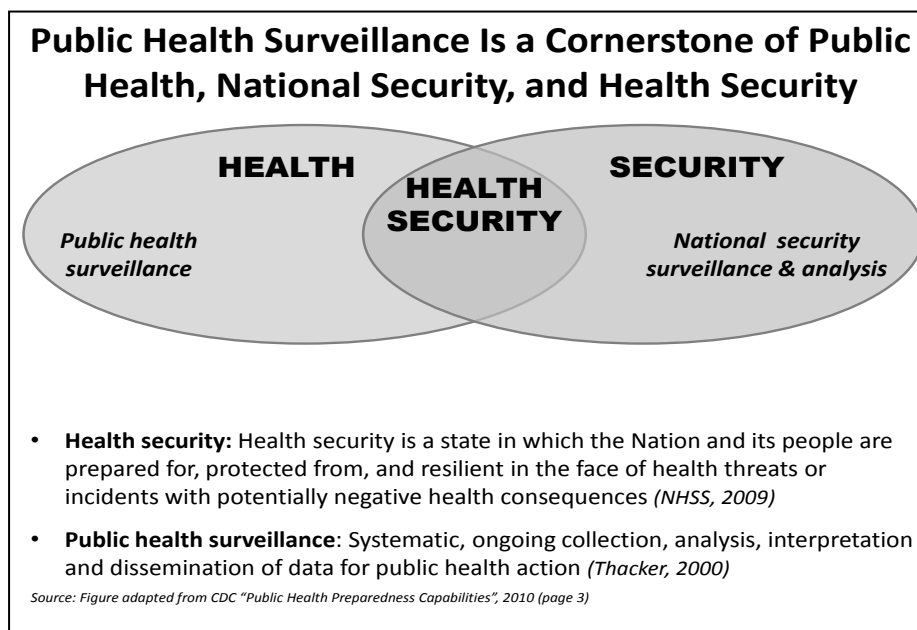 Public Health Surveillance Is a Cornerstone of Public
Health, National Security, and Health Security
HEALTH
SECURITY
HEALTH
SECURITY
Public health
surveillance
National security
surveillance & analysis
• Health security: Health security is a state in which the Nation and its people are
prepared for, protected from, and resilient in the face of health threats or
incidents with potentially negative health consequences (NHSS, 2009)
• Public health surveillance: Systematic, ongoing collection, analysis, interpretation
and dissemination of data for public health action (Thacker, 2000)
Source: Figure adapted from CDC “Public Health Preparedness Capabilities”, 2010 (page 3)